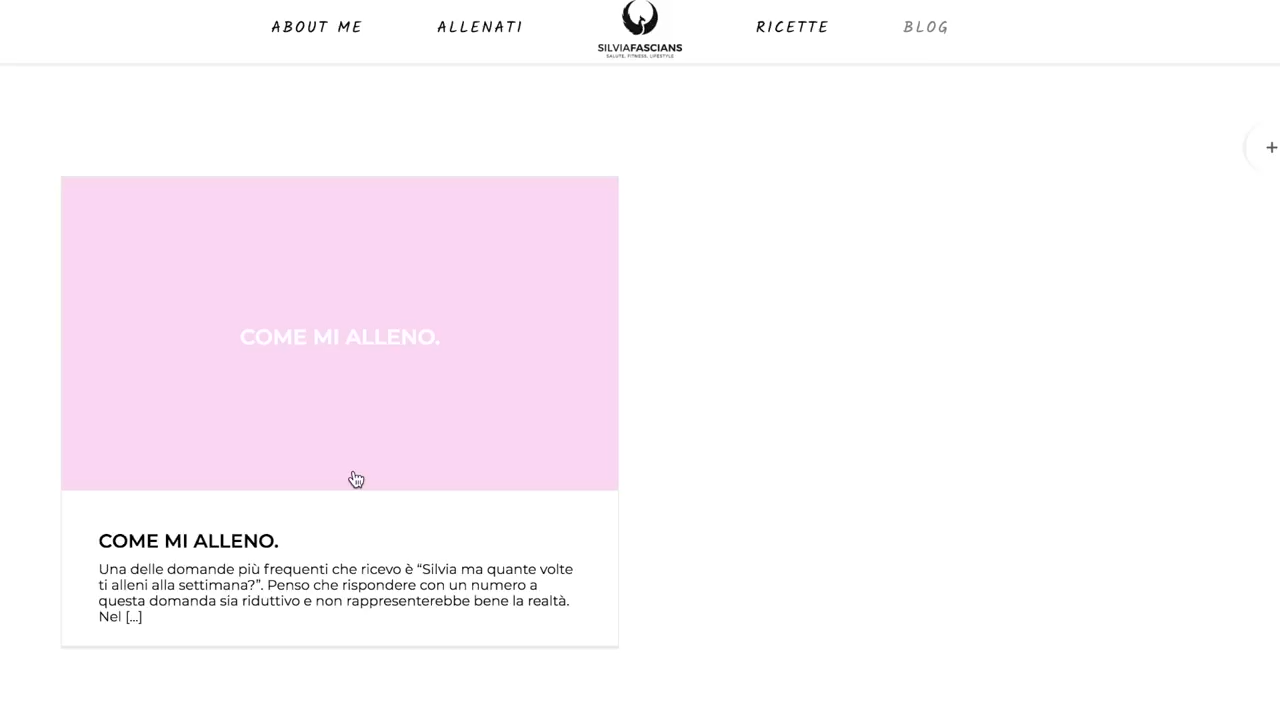 ABOUT ME
ALLENATI
SILVIAFASCIANS
SALUTE, FITNESS, LIFESTYLE
RICETTE
BLOG
+
COME MI ALLENO.
COME MI ALLENO.
Una delle domande più frequenti che ricevo è “Silvia ma quante volte
ti alleni alla settimana?”. Penso che rispondere con un numero a
questa domanda sia riduttivo e non rappresenterebbe bene la realtà.
Nel [...]